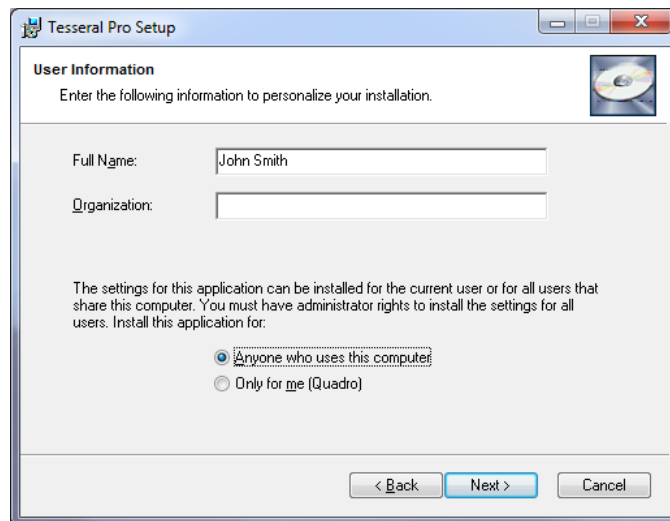 Tesseral Pro Setup
User Information
Enter the following information to personalize your installation.
Full Name:
John Smith
Organization:
The settings for this application can be installed for the current user or for all users that
share this computer. You must have administrator rights to install the settings for all
users. Install this application for:
Anyone who uses this computer
Only for me (Quadro)
< Back
Next >
Cancel